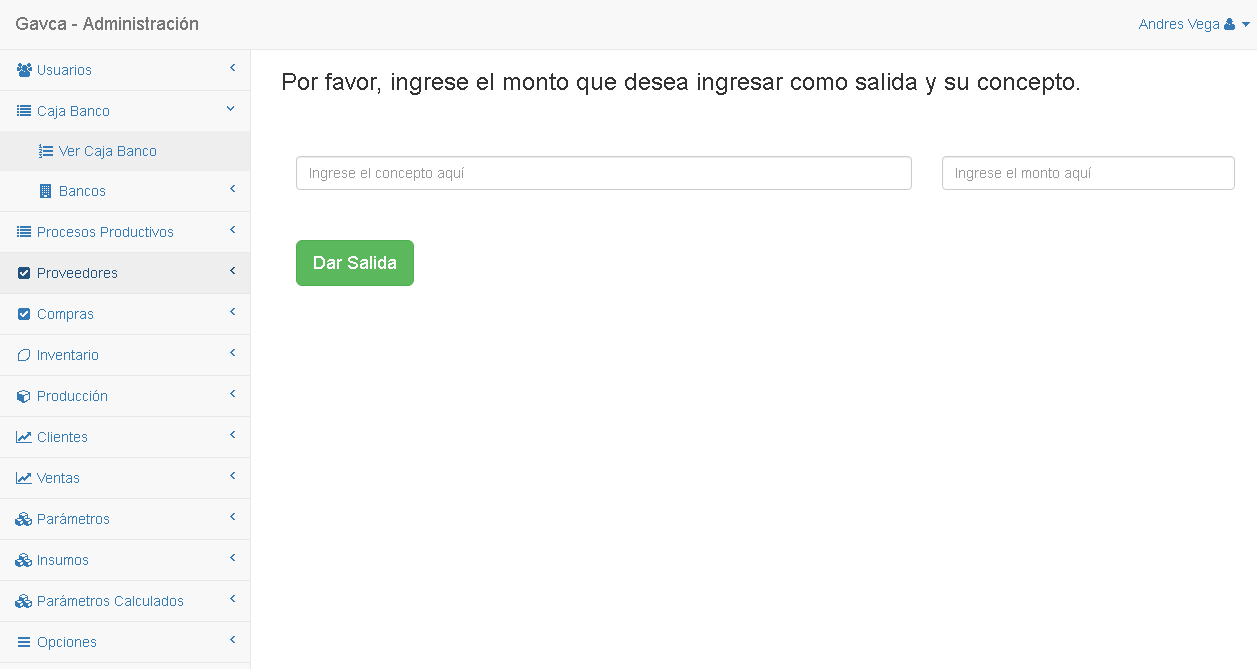 Gavca - Administración
Andres Vega
Usuarios
Caja Banco
Ver Caja Banco
Bancos
Procesos Productivos
Proveedores
Compras
Inventario
Producción
Clientes
Ventas
Parámetros
Insumos
Parámetros Calculados
Opciones
Por favor, ingrese el monto que desea ingresar como salida y su concepto.
Ingrese el concepto aquí
Ingrese el monto aquí
Dar Salida